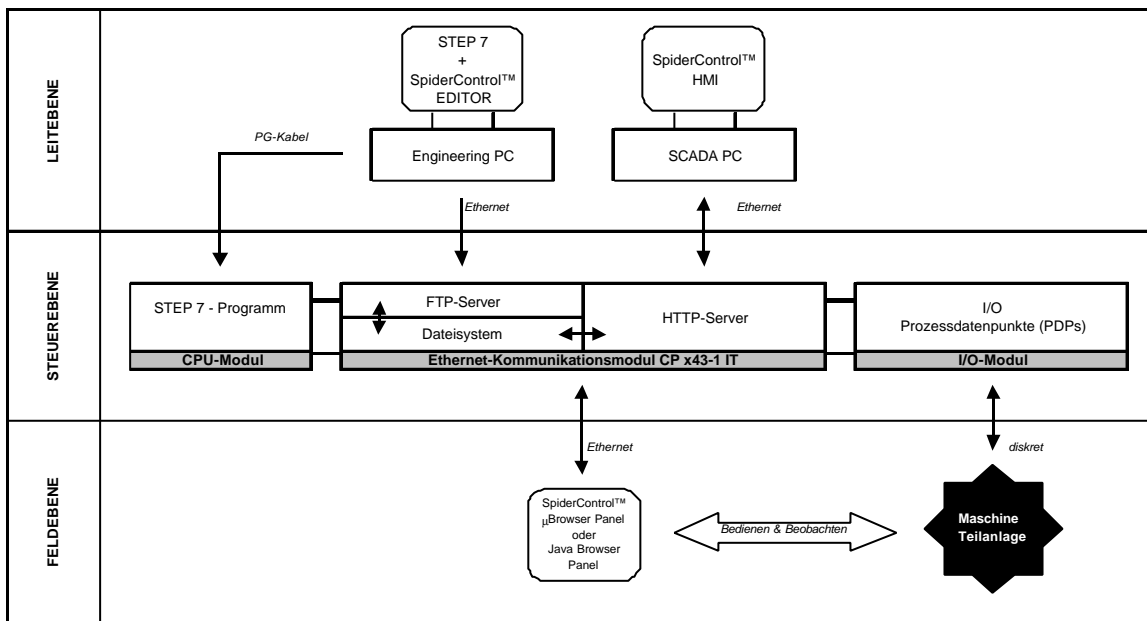 LEITEBENE
STEP 7
+
SpiderControl™
EDITOR
SpiderControl™
HMI
PG-Kabel
Engineering PC
SCADA PC
Ethernet
Ethernet
STEUEREBENE
STEP 7 - Programm
FTP-Server
Dateisystem
HTTP-Server
I/O
Prozessdatenpunkte (PDPs)
CPU-Modul
Ethernet-Kommunikationsmodul CP x43-1 IT
I/O-Modul
FELDEBENE
Ethernet
diskret
SpiderControl™
µBrowser Panel
oder
Java Browser
Panel
Bedienen & Beobachten
Maschine
Teilanlage